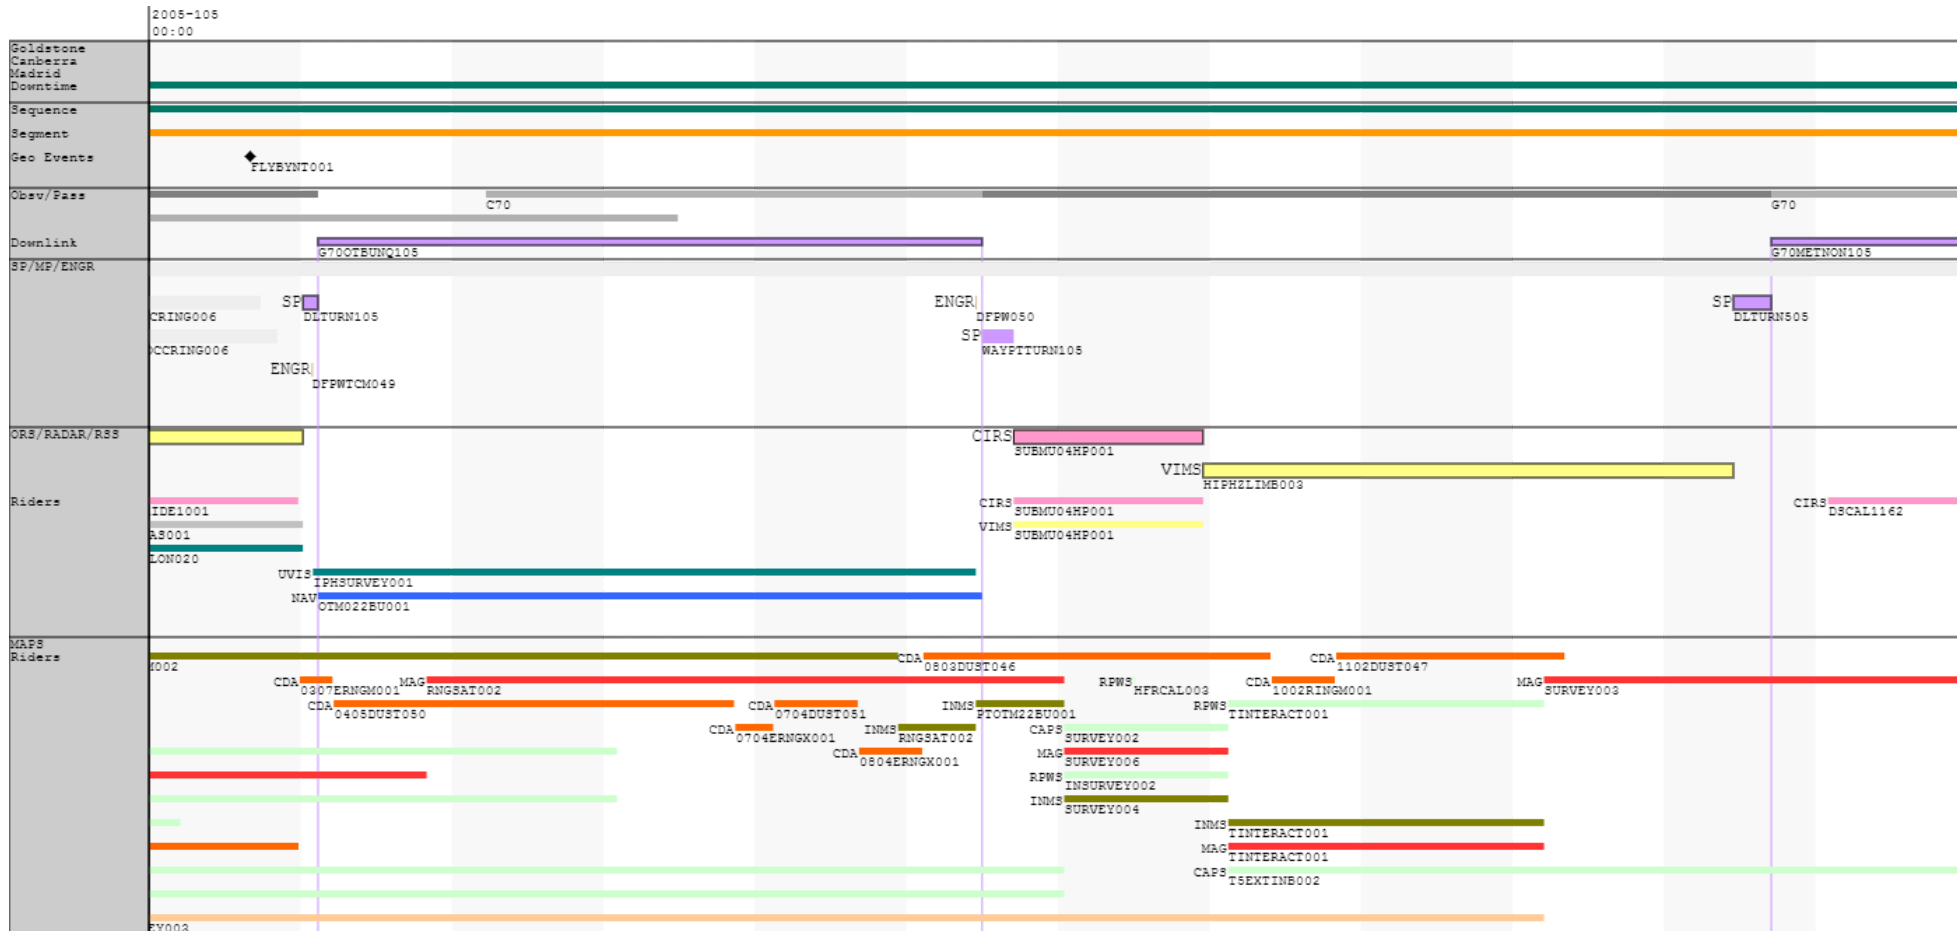 2005-105
00:00
Goldstone
Canberra
Madrid
Downtime
Sequence
Segment
Geo Events
FLYBYNT001
Obsv/Pass
C70
G70
Downlink
G70OTBUNQ105
G70METNON105
SP/MP/ENGR
SP
ENGR
SP
CRING006
DLTURN105
DFPW050
DLTURN505
SP
CCRING006
WAYPTTURN105
ENGR
DFPWTCM049
ORS/RADAR/RSS
CIRS
SUBMU04HP001
VIMS
HIPHZLIMB003
Riders
CIRS
CIRS
IDE1001
SUBMU04HP001
DSCAL1162
VIMS
AS001
SUBMU04HP001
LON020
UVIS
IPHSURVEY001
NAV
OTM022BU001
MAPS
Riders
CDA
CDA
M002
0803DUST046
1102DUST047
CDA
MAG
RPWS
CDA
MAG
0307ERNGM001
RNGSAT002
HFRCAL003
1002RINGM001
SURVEY003
CDA
CDA
INMS
RPWS
0405DUST050
0704DUST051
PTOTM22BU001
TINTERACT001
CDA
INMS
CAPS
0704ERNGX001
RNGSAT002
SURVEY002
CDA
MAG
0804ERNGX001
SURVEY006
RPWS
INSURVEY002
INMS
SURVEY004
INMS
TINTERACT001
MAG
TINTERACT001
CAPS
T5EXTINB002
EY003